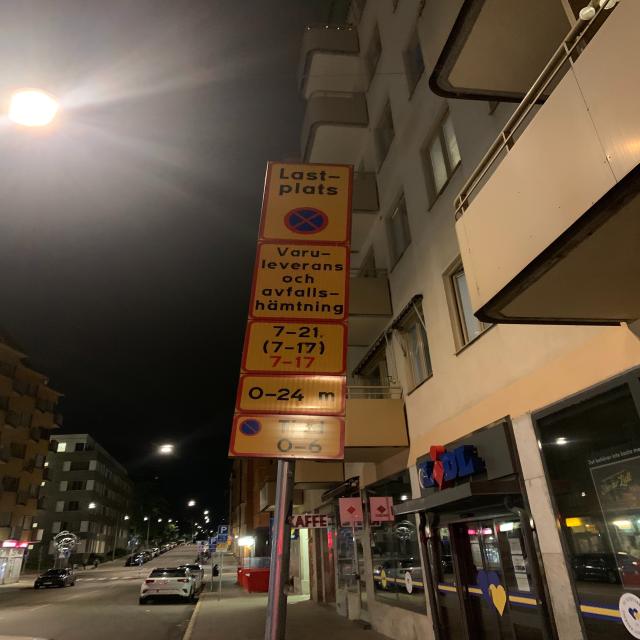 Last-
plats
Varu-
leverans
och
avfalls-
hämtning
7-21
(7-17)
7-17
0-24 m
0-6
KAFFE